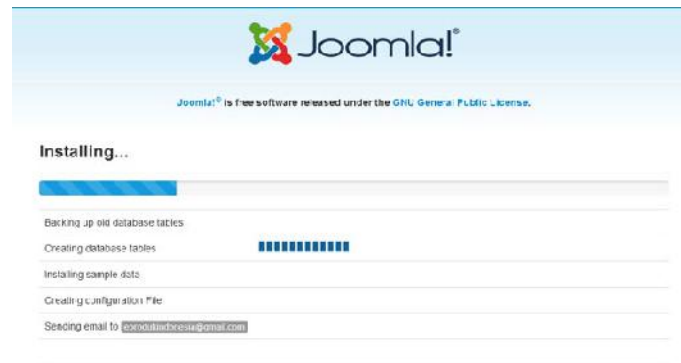 Joomla!®
Joomla!® is free software released under the GNU General Public License.
Installing...
Backing up old database tables
Creating database tables
Installing sample data
Creating configuration File
Sending email to